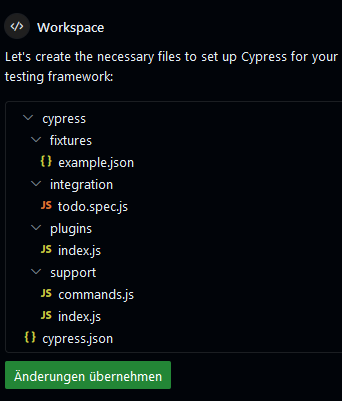 Workspace
Let's create the necessary files to set up Cypress for your
testing framework:
cypress
fixtures
{} example.json
integration
JS todo.spec.js
plugins
JS index.js
support
JS commands.js
JS index.js
{} cypress.json
Änderungen übernehmen